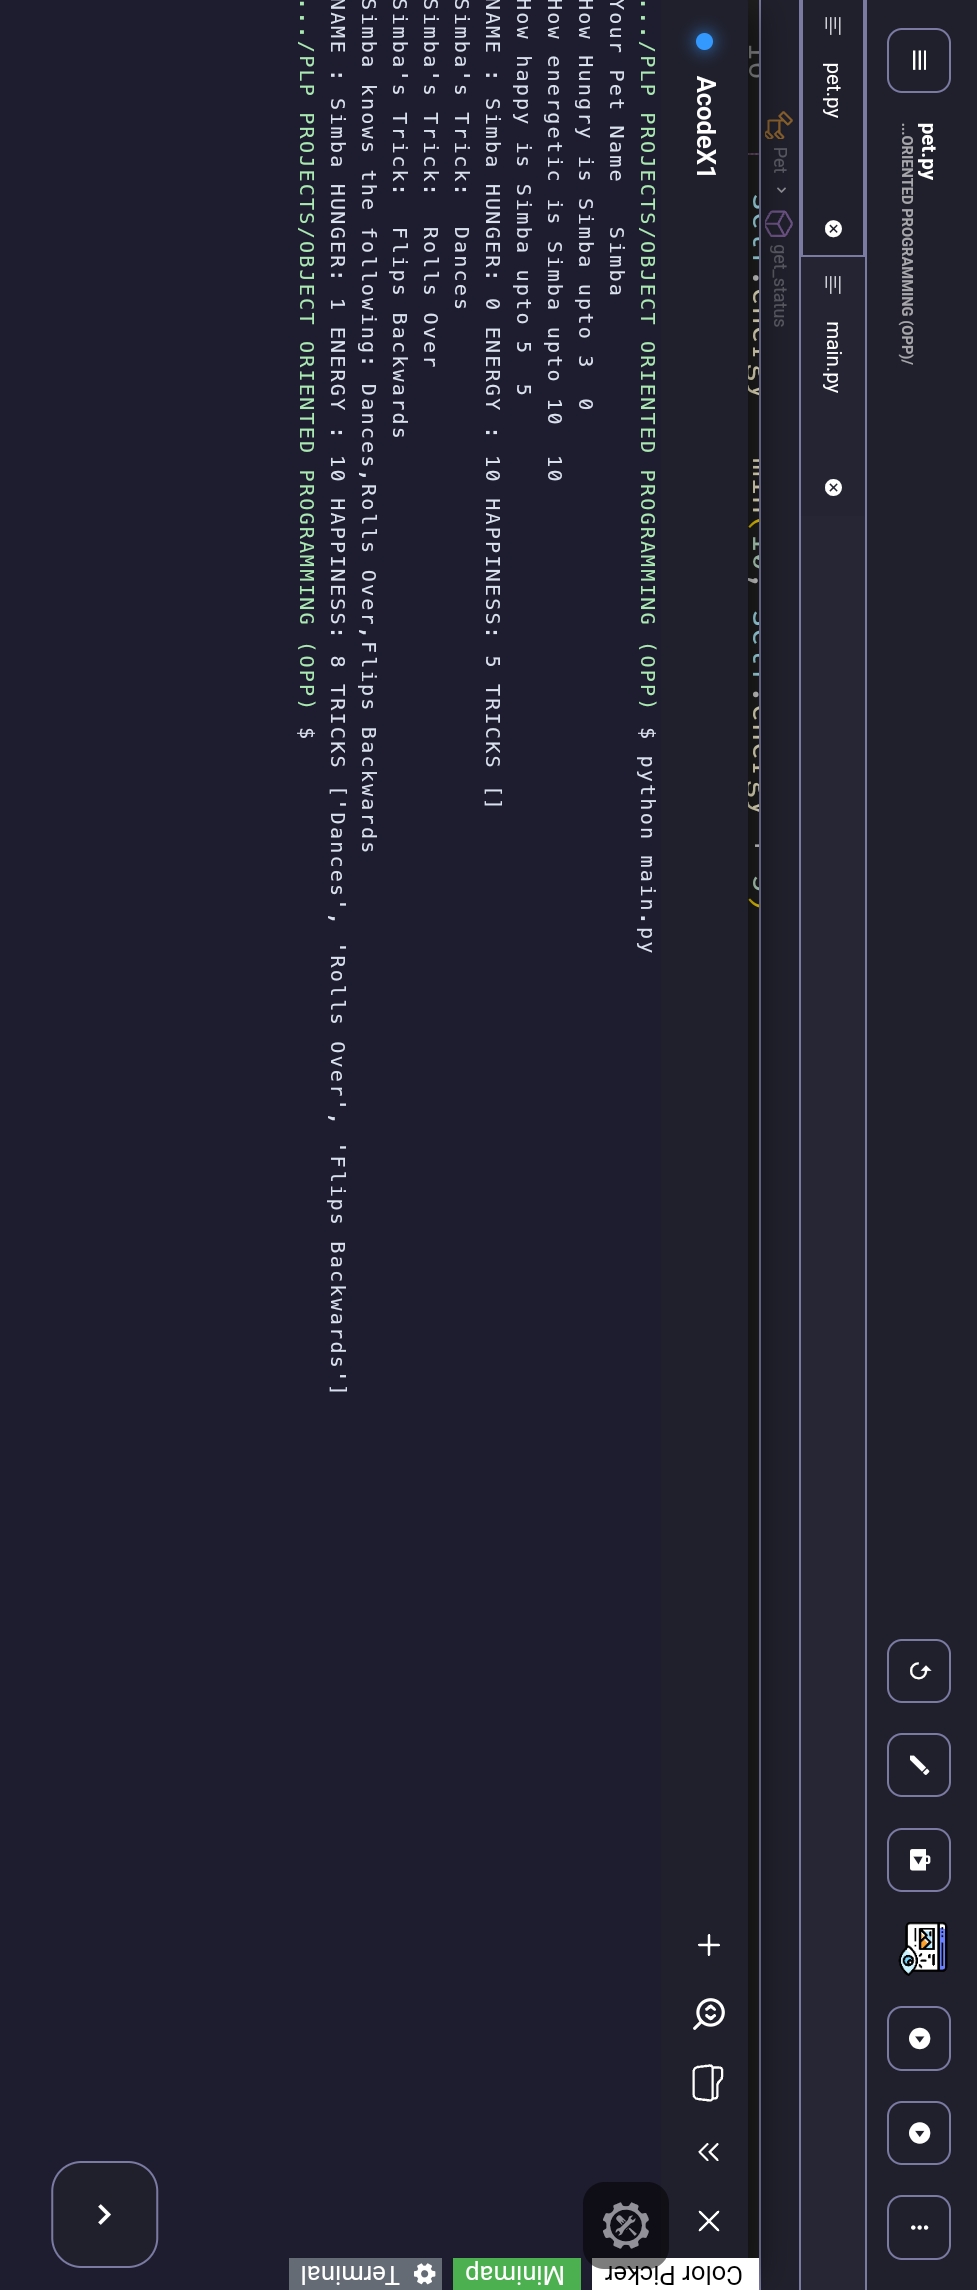 pet.py
...ORIENTED PROGRAMMING (OPP)/
pet.py
main.py
Pet
get_status
AcodeX1
.../PLP PROJECTS/OBJECT ORIENTED PROGRAMMING (OPP) $ python main.py
Your Pet Name  Simba
How Hungry is Simba upto 3  0
How energetic is Simba upto 10  10
How happy is Simba upto 5  5
NAME : Simba HUNGER: 0 ENERGY : 10 HAPPINESS: 5 TRICKS []
Simba's Trick:  Dances
Simba's Trick:  Rolls Over
Simba's Trick:  Flips Backwards
Simba knows the following: Dances,Rolls Over,Flips Backwards
NAME : Simba HUNGER: 1 ENERGY : 10 HAPPINESS: 8 TRICKS ['Dances', 'Rolls Over', 'Flips Backwards']
.../PLP PROJECTS/OBJECT ORIENTED PROGRAMMING (OPP) $
Color Picker
Minimap
Terminal